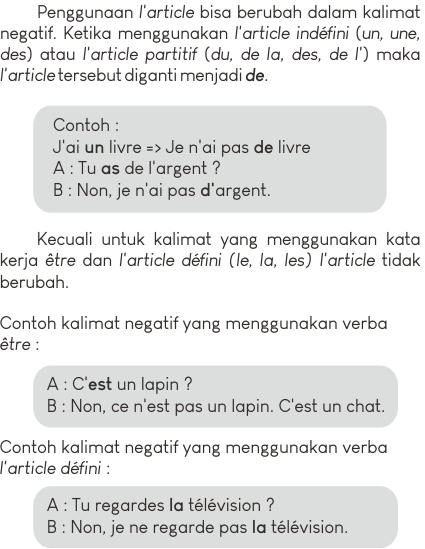 Penggunaan l'article bisa berubah dalam kalimat
negatif. Ketika menggunakan l'article indéfini (un, une,
des) atau l'article partitif (du, de la, des, de l') maka
l'article tersebut diganti menjadi de.
Contoh :
J'ai un livre => Je n'ai pas de livre
A : Tu as de l'argent ?
B : Non, je n'ai pas d'argent.
Kecuali untuk kalimat yang menggunakan kata
kerja être dan l'article défini (le, la, les) l'article tidak
berubah.
Contoh kalimat negatif yang menggunakan verba
être :
A : C'est un lapin ?
B : Non, ce n'est pas un lapin. C'est un chat.
Contoh kalimat negatif yang menggunakan verba
l'article défini :
A : Tu regardes la télévision ?
B : Non, je ne regarde pas la télévision.